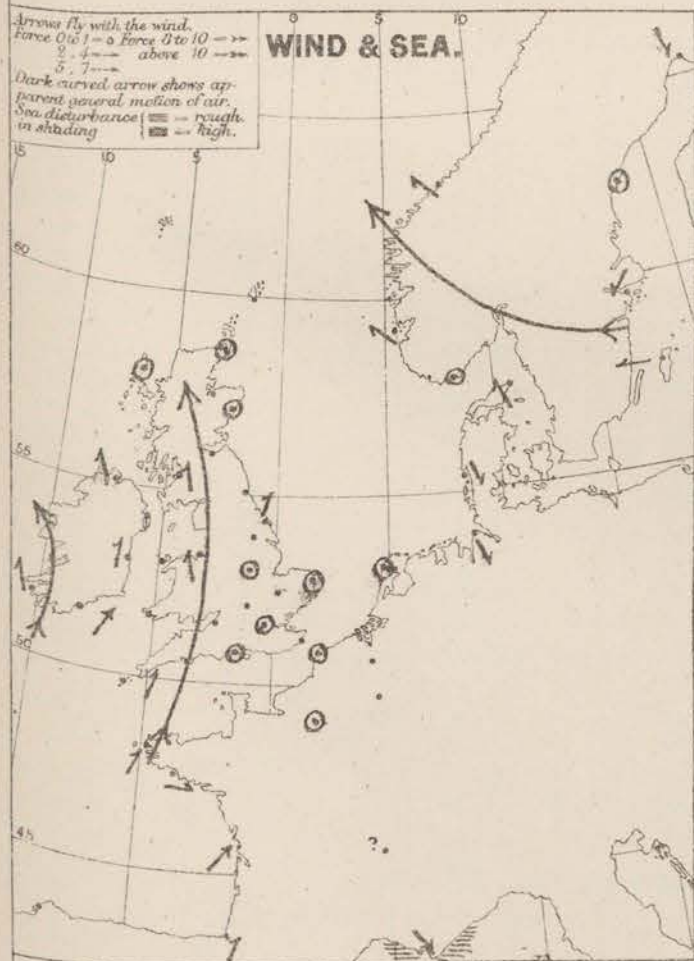 0 5 10
WIND & SEA.
Arrows fly with the wind.
Force 0 to 1 = Force 8 to 10 =
2 . 4 = above 10 =
5 . 7 =
Dark curved arrow shows ap-
parent general motion of air.
Sea disturbance = rough.
in shading = high.
15 10 5
60
55
50
45
?